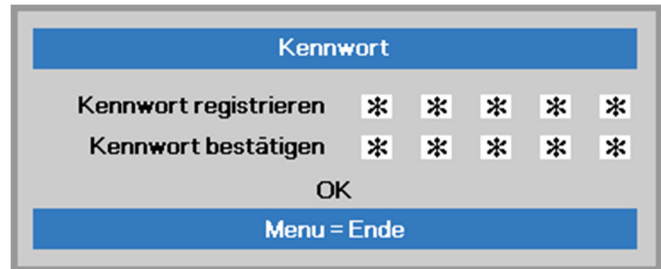 Kennwort
Kennwort registrieren * * * * *
Kennwort bestätigen * * * * *
OK
Menu = Ende